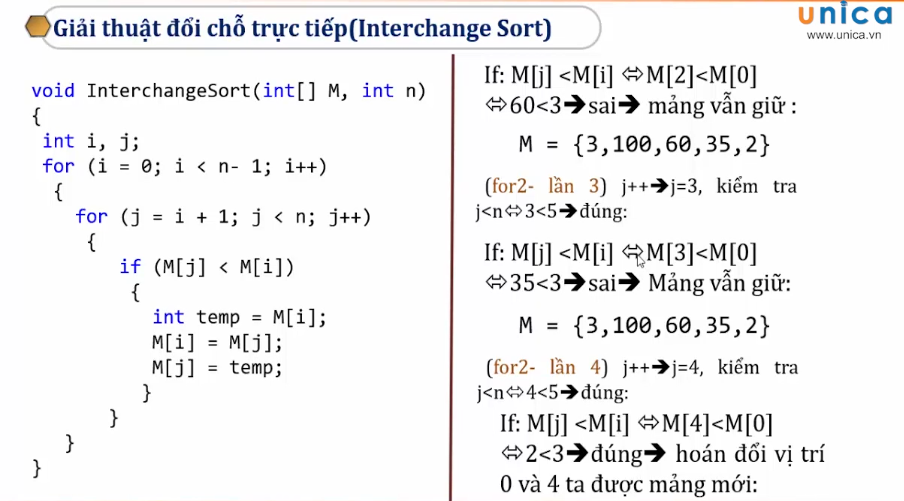 Giải thuật đổi chỗ trực tiếp(Interchange Sort)
unica
www.unica.vn
void InterchangeSort(int[] M, int n)
{
int i, j;
for (i = 0; i < n- 1; i++)
{
for (j = i + 1; j < n; j++)
{
if (M[j] < M[i])
{
int temp = M[i];
M[i] = M[j];
M[j] = temp;
}
}
}
}
If: M[j] <M[i] ⬄M[2]<M[0]
⬄60<3🡺sai🡺 mảng vẫn giữ :
M = {3,100,60,35,2}
(for2- lần 3) j++🡺j=3, kiểm tra
j<n⬄3<5🡺đúng:
If: M[j] <M[i] ⬄M[3]<M[0]
⬄35<3🡺sai🡺 Mảng vẫn giữ:
M = {3,100,60,35,2}
(for2- lần 4) j++🡺j=4, kiểm tra
j<n⬄4<5🡺đúng:
If: M[j] <M[i] ⬄M[4]<M[0]
⬄2<3🡺đúng🡺 hoán đổi vị trí
0 và 4 ta được mảng mới: